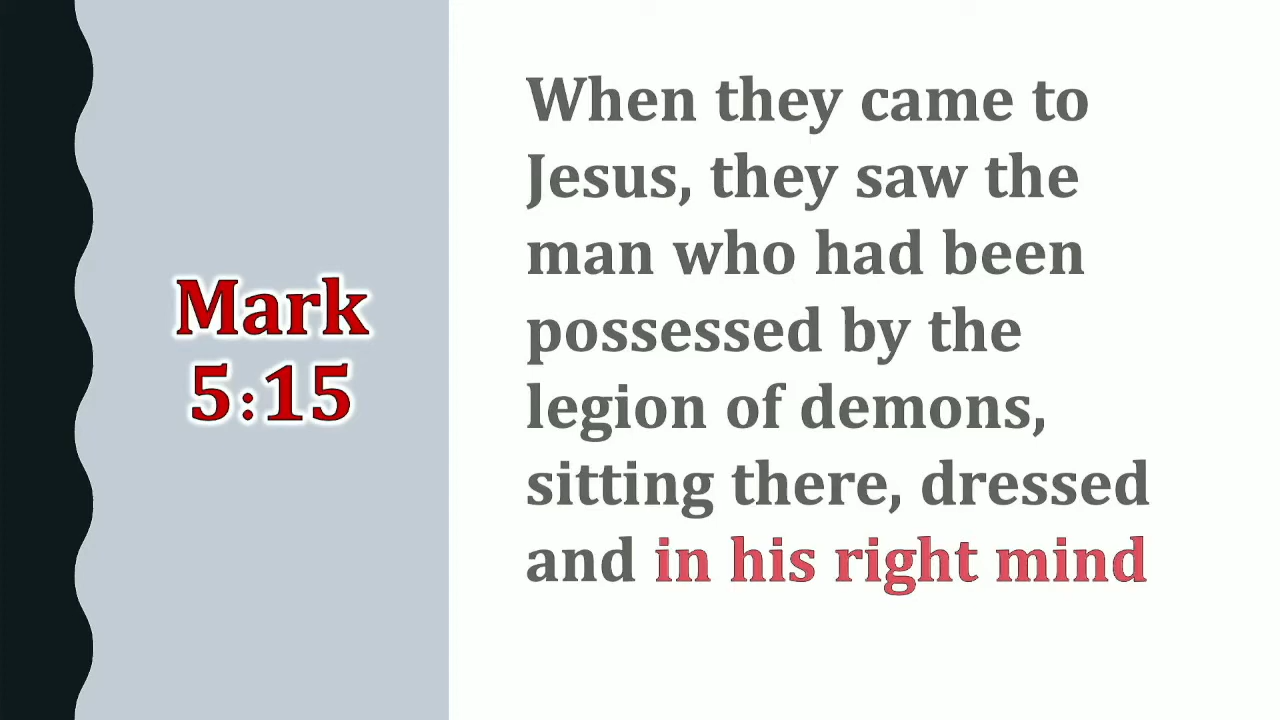 Mark
5:15
When they came to
Jesus, they saw the
man who had been
possessed by the
legion of demons,
sitting there, dressed
and in his right mind